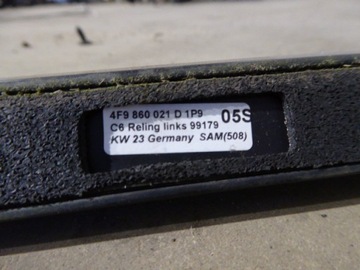 4F9 860 021 D 1P9 05S
C6 Reling links 99179
KW 23 Germany SAM(508)